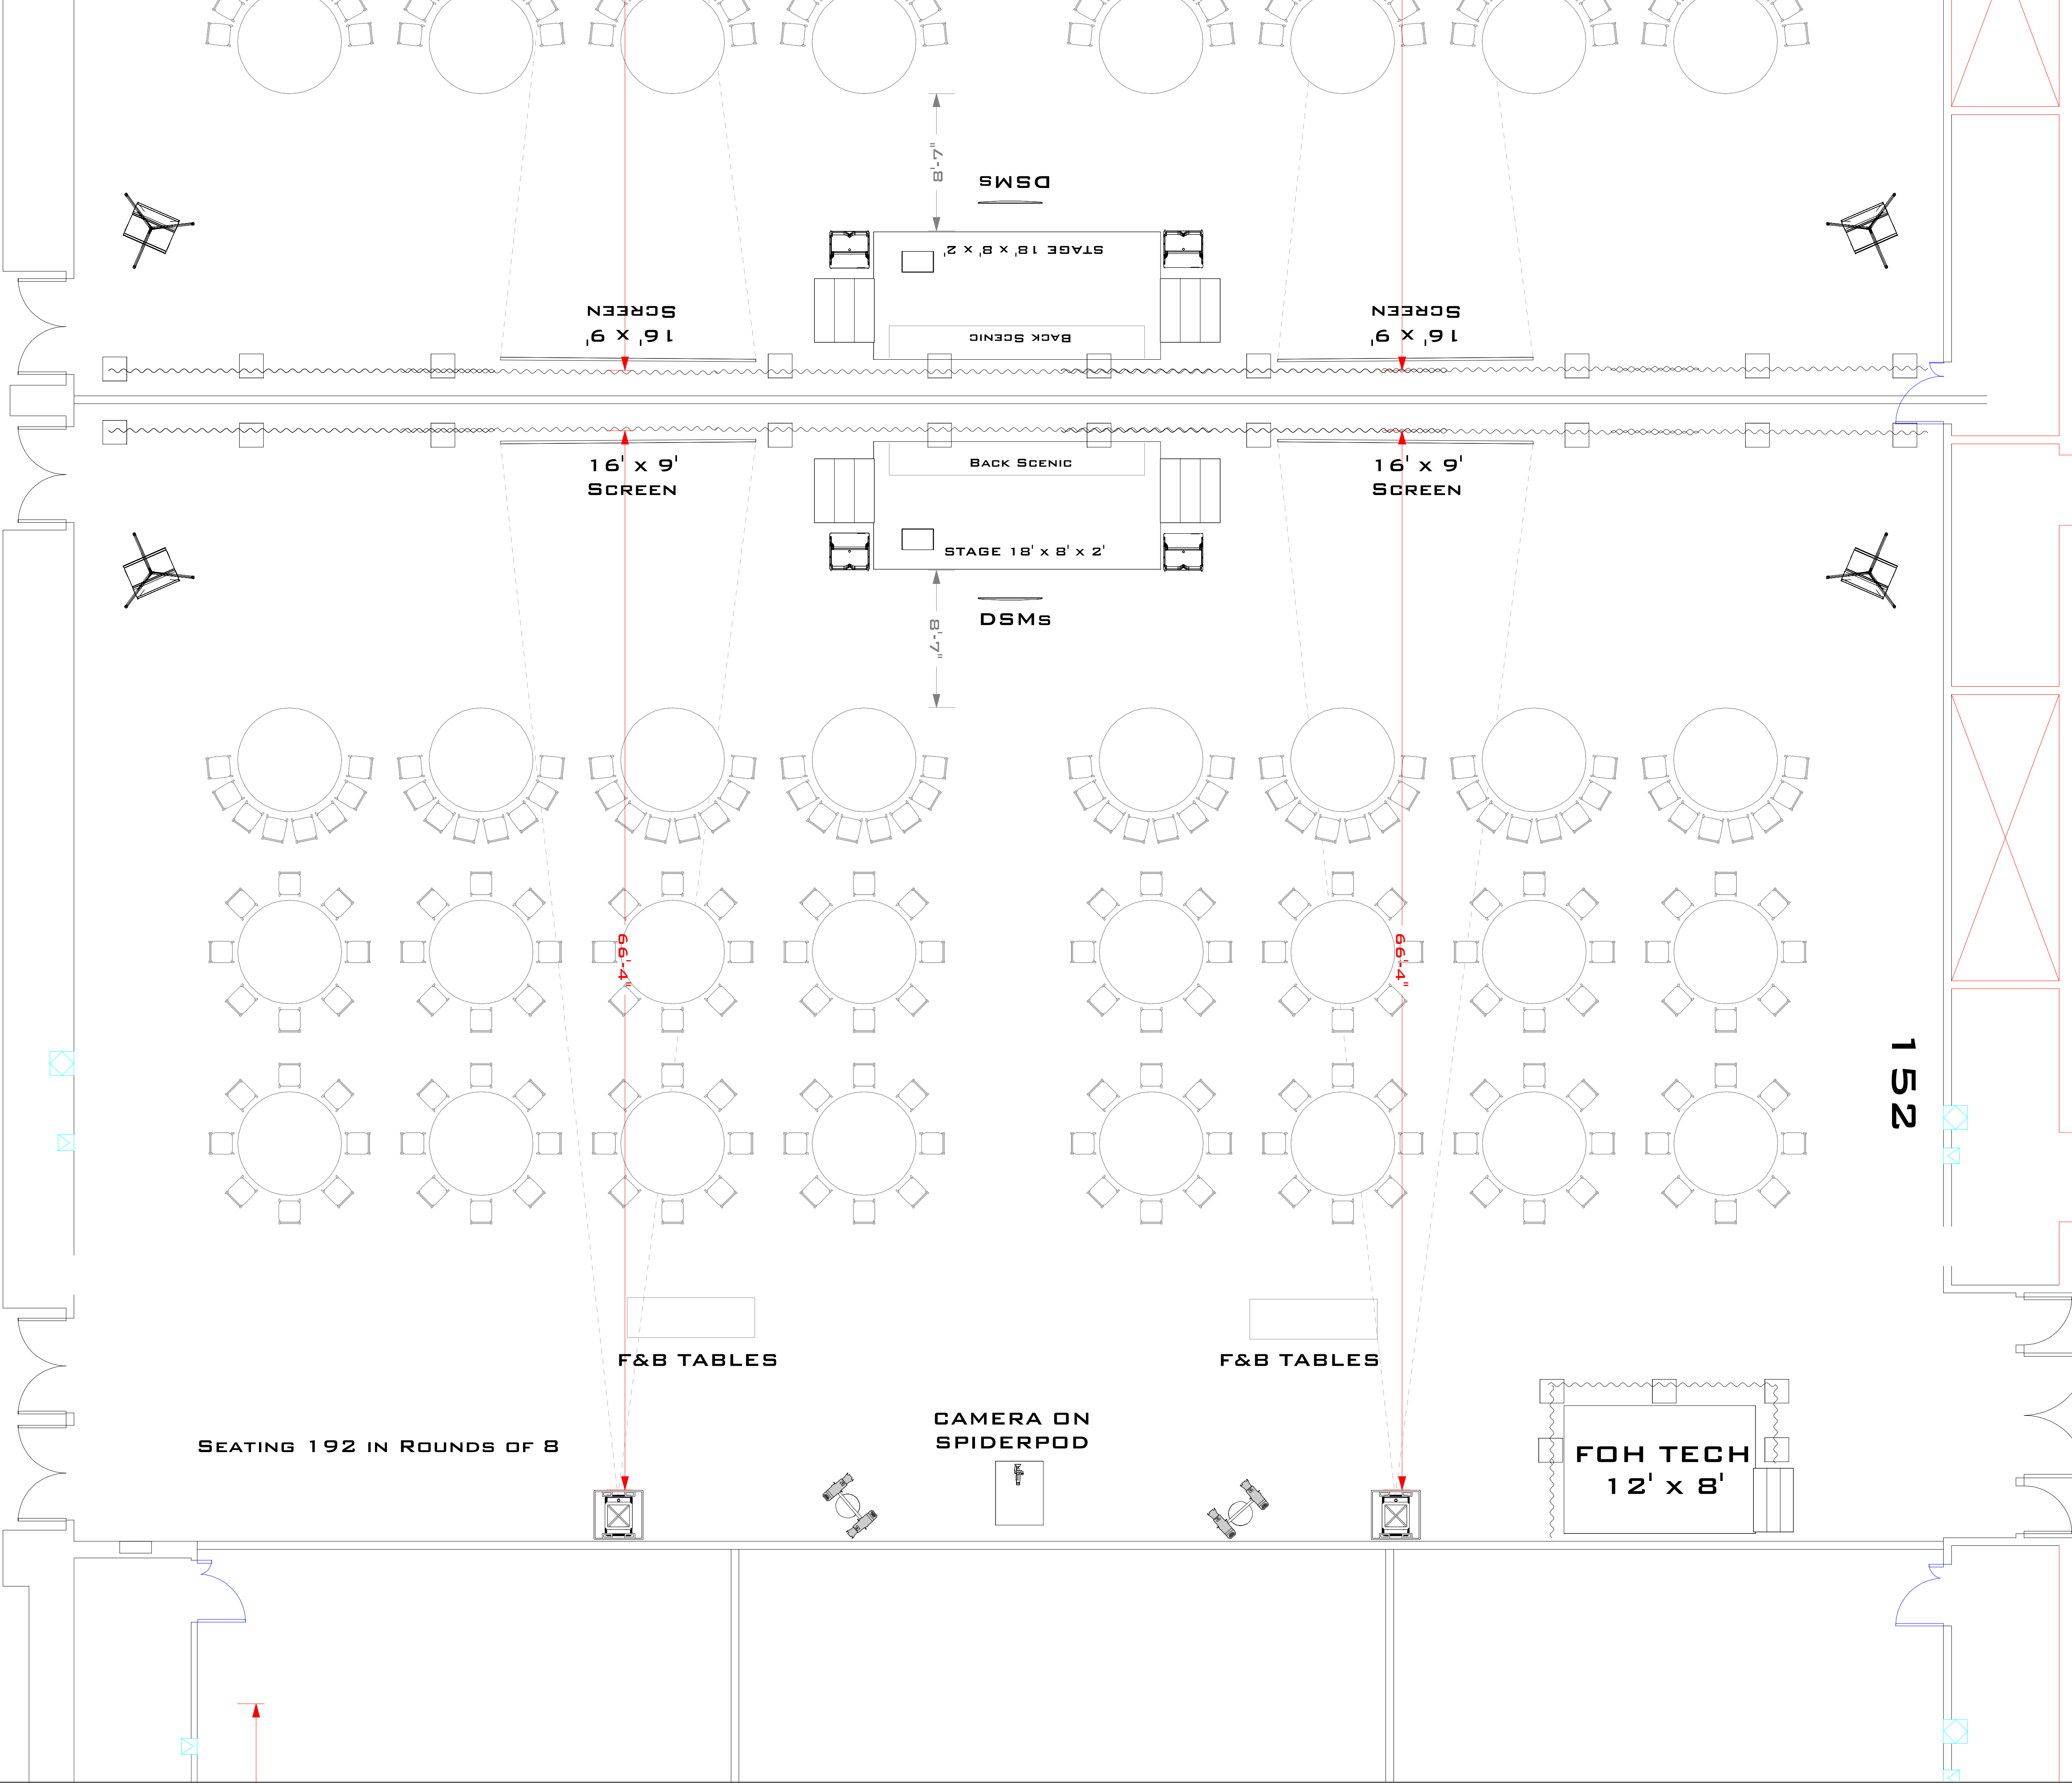 8'-7"
DSMs
STAGE 18' x 8' x 2'
Back Scenic
16' x 9'
Screen
16' x 9'
Screen
16' x 9'
Screen
Back Scenic
16' x 9'
Screen
STAGE 18' x 8' x 2'
DSMs
8'-7"
66'-4"
66'-4"
152
F&B TABLES
F&B TABLES
Seating 192 in Rounds of 8
CAMERA ON
SPIDERPOD
FOH TECH
12' x 8'